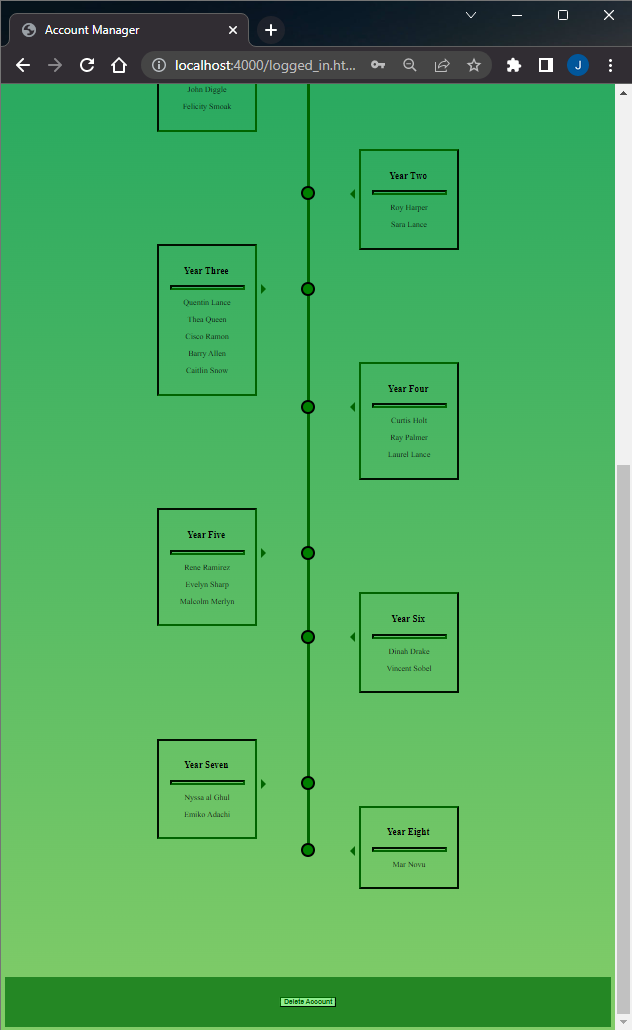 Account Manager
localhost:4000/logged_in.ht...
J
John Diggle
Felicity Smoak
Year Two
Roy Harper
Sara Lance
Year Three
Quentin Lance
Thea Queen
Cisco Ramon
Barry Allen
Caitlin Snow
Year Four
Curtis Holt
Ray Palmer
Laurel Lance
Year Five
Rene Ramirez
Evelyn Sharp
Malcolm Merlyn
Year Six
Dinah Drake
Vincent Sobel
Year Seven
Nyssa al Ghul
Emiko Adachi
Year Eight
Mar Novu
Delete Account